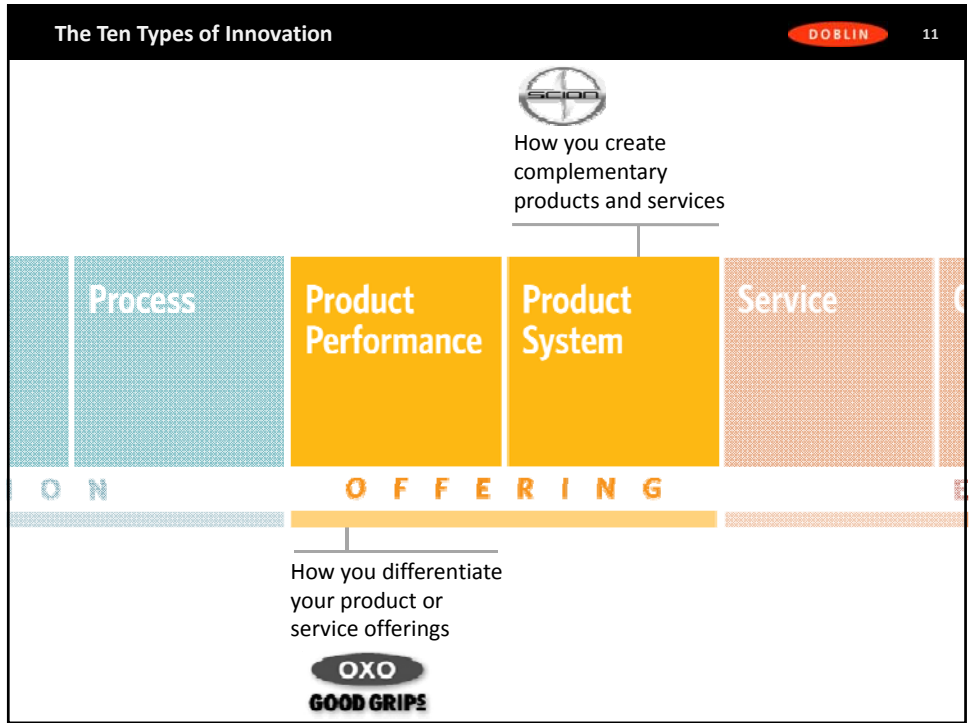 The Ten Types of Innovation
DOBLIN
11
SCION
How you create
complementary
products and services
Process
Product
Performance
Product
System
Service
C
I O N
O F F E R I N G
E
How you differentiate
your product or
service offerings
OXO
GOOD GRIPS